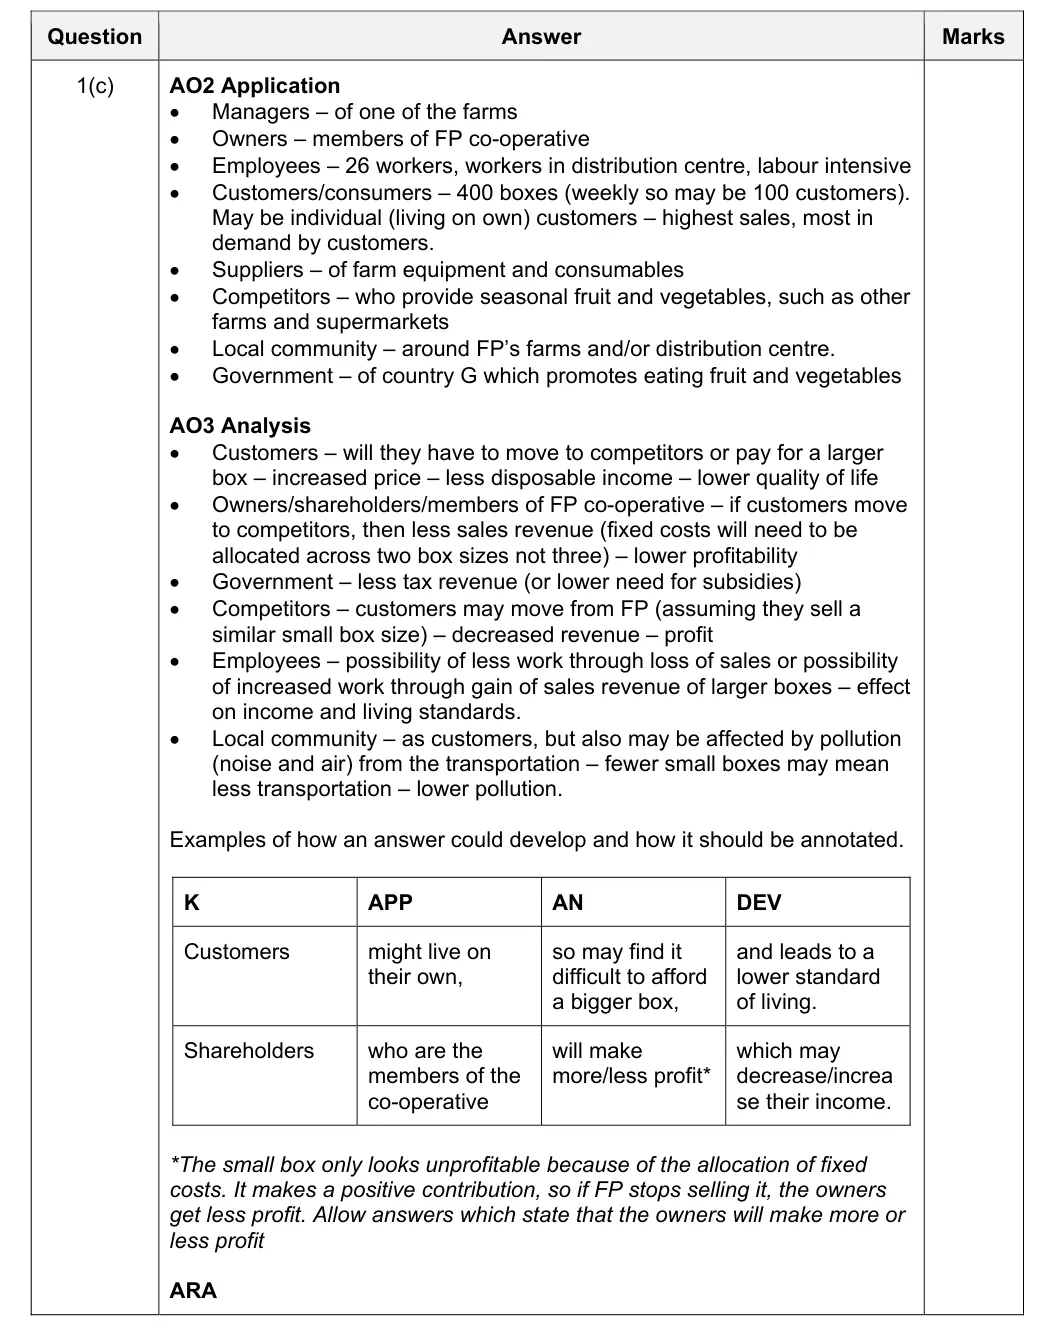 Question Answer Marks
1(c) AO2 Application
• Managers – of one of the farms
• Owners – members of FP co-operative
• Employees – 26 workers, workers in distribution centre, labour intensive
• Customers/consumers – 400 boxes (weekly so may be 100 customers).
May be individual (living on own) customers – highest sales, most in
demand by customers.
• Suppliers – of farm equipment and consumables
• Competitors – who provide seasonal fruit and vegetables, such as other
farms and supermarkets
• Local community – around FP’s farms and/or distribution centre.
• Government – of country G which promotes eating fruit and vegetables
AO3 Analysis
• Customers – will they have to move to competitors or pay for a larger
box – increased price – less disposable income – lower quality of life
• Owners/shareholders/members of FP co-operative – if customers move
to competitors, then less sales revenue (fixed costs will need to be
allocated across two box sizes not three) – lower profitability
• Government – less tax revenue (or lower need for subsidies)
• Competitors – customers may move from FP (assuming they sell a
similar small box size) – decreased revenue – profit
• Employees – possibility of less work through loss of sales or possibility
of increased work through gain of sales revenue of larger boxes – effect
on income and living standards.
• Local community – as customers, but also may be affected by pollution
(noise and air) from the transportation – fewer small boxes may mean
less transportation – lower pollution.
Examples of how an answer could develop and how it should be annotated.
K APP AN DEV
Customers might live on so may find it and leads to a
their own, difficult to afford lower standard
a bigger box, of living.
Shareholders who are the will make which may
members of the more/less profit* decrease/increa
co-operative se their income.
*The small box only looks unprofitable because of the allocation of fixed
costs. It makes a positive contribution, so if FP stops selling it, the owners
get less profit. Allow answers which state that the owners will make more or
less profit
ARA